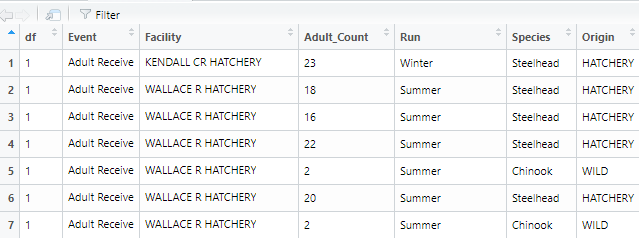 Filter
df Event Facility Adult_Count Run Species Origin
1 1 Adult Receive KENDALL CR HATCHERY 23 Winter Steelhead HATCHERY
2 1 Adult Receive WALLACE R HATCHERY 18 Summer Steelhead HATCHERY
3 1 Adult Receive WALLACE R HATCHERY 16 Summer Steelhead HATCHERY
4 1 Adult Receive WALLACE R HATCHERY 22 Summer Steelhead HATCHERY
5 1 Adult Receive WALLACE R HATCHERY 2 Summer Chinook WILD
6 1 Adult Receive WALLACE R HATCHERY 20 Summer Steelhead HATCHERY
7 1 Adult Receive WALLACE R HATCHERY 2 Summer Chinook WILD